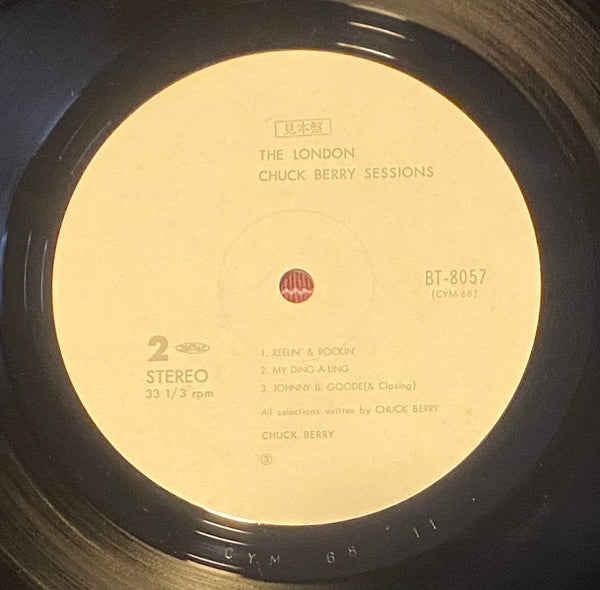 見本盤
THE LONDON
CHUCK BERRY SESSIONS
BT-8057
(CYM-68)
2
STEREO
33 1/3 rpm
1. REELIN' & ROCKIN'
2. MY DING-A-LING
3. JOHNNY B. GOODE(& Closing)
All selections written by CHUCK BERRY
CHUCK BERRY
③
CYM 68 11